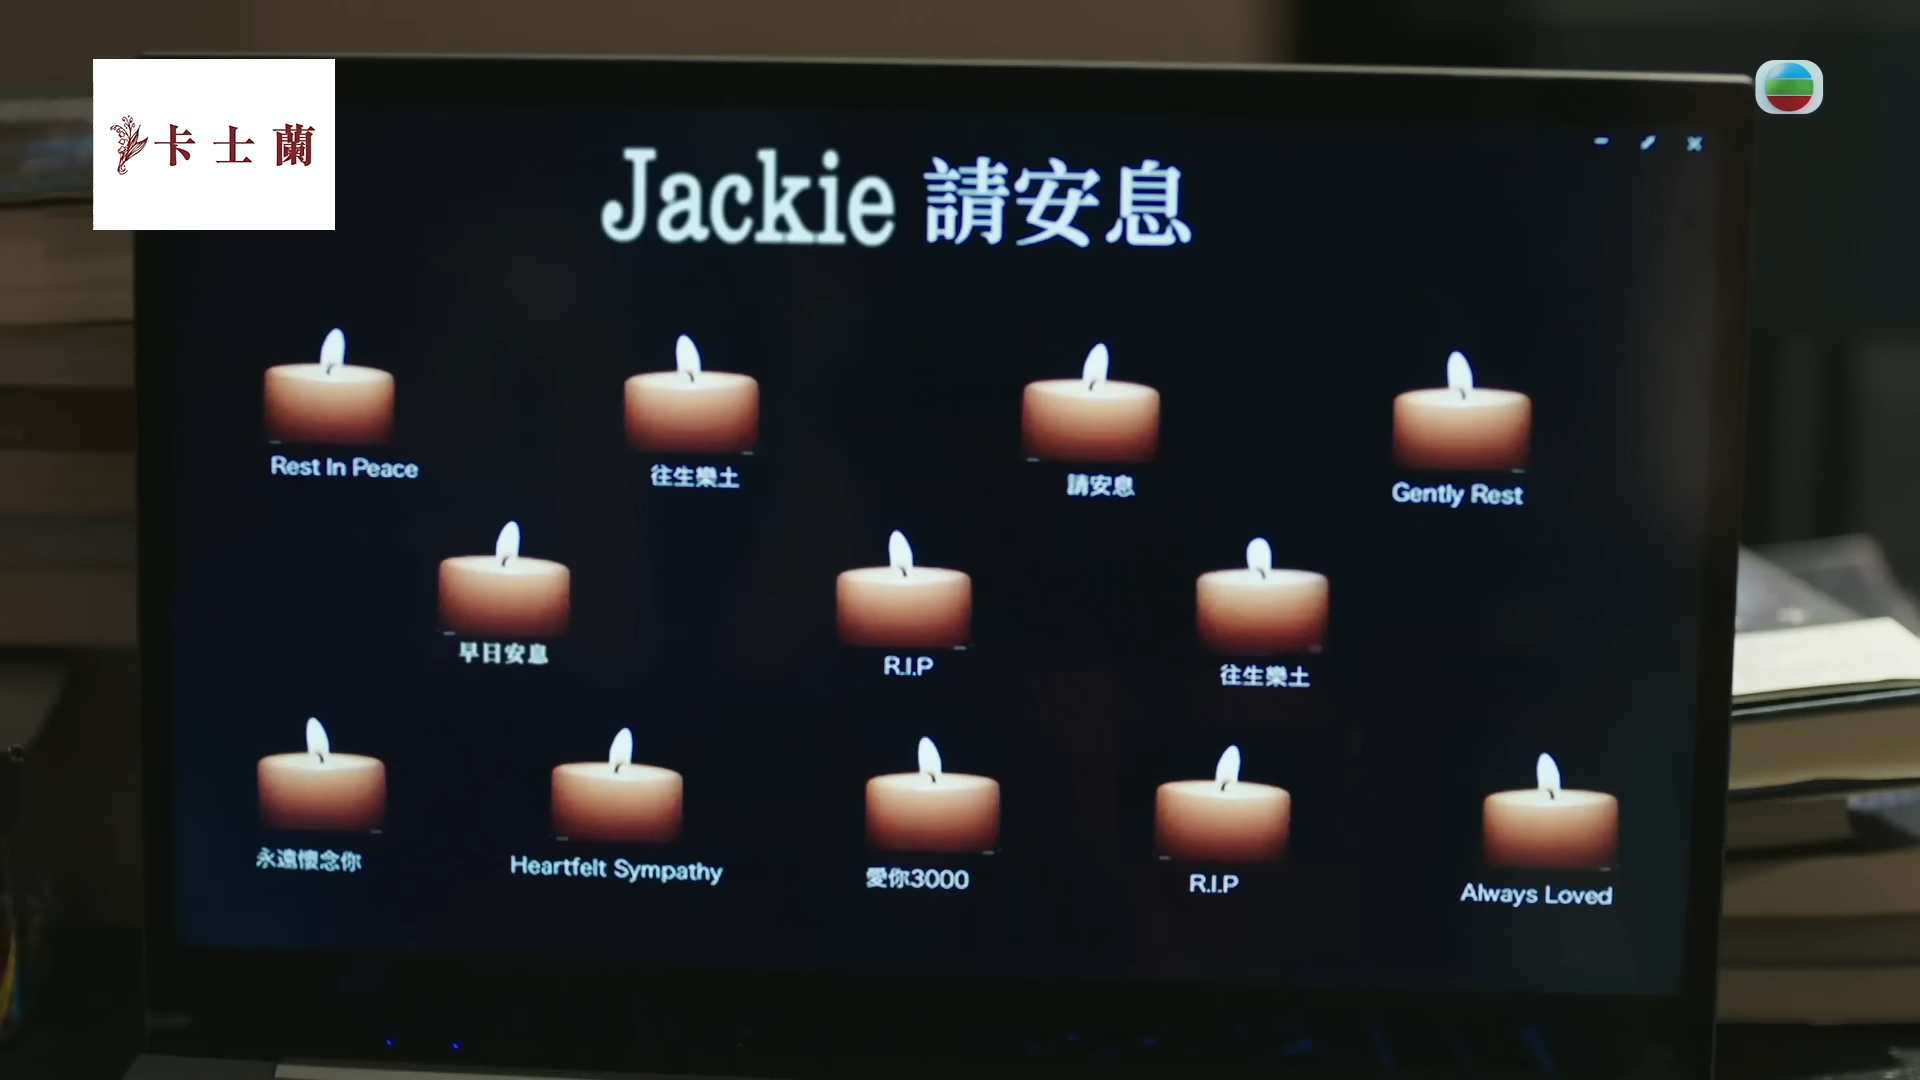 卡士蘭
Jackie 請安息
Rest In Peace
往生樂土
請安息
Gently Rest
早日安息
R.I.P
往生樂土
永遠懷念你
Heartfelt Sympathy
愛你3000
R.I.P
Always Loved